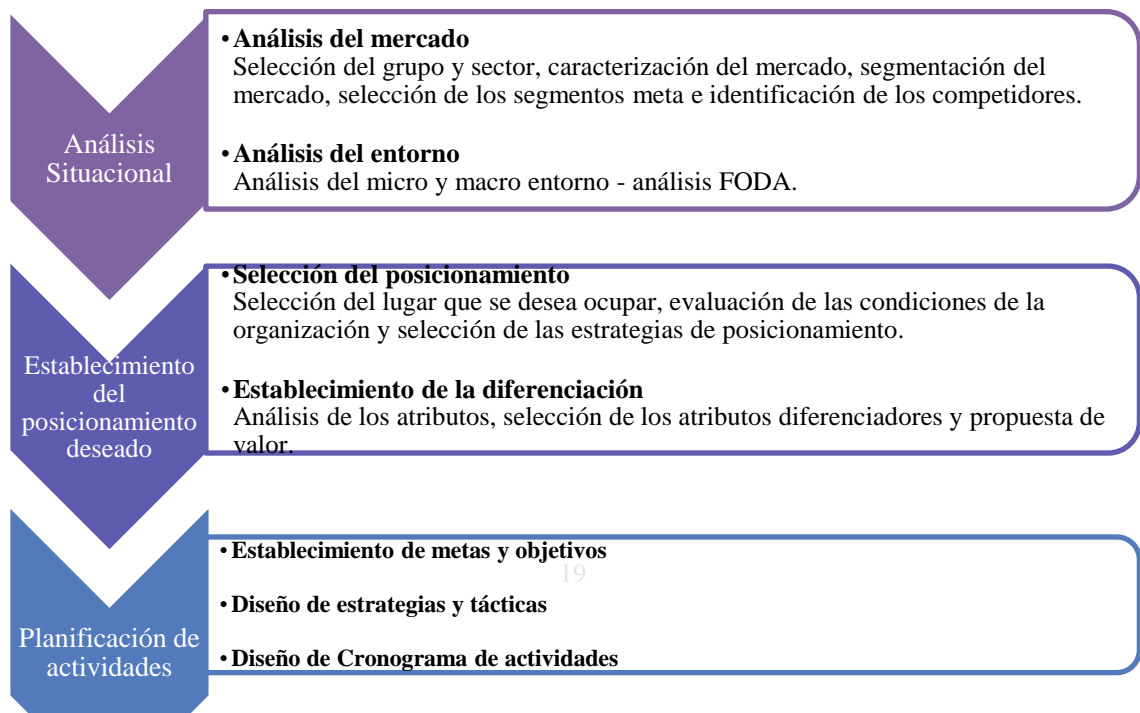 Análisis
Situacional
• Análisis del mercado
Selección del grupo y sector, caracterización del mercado, segmentación del
mercado, selección de los segmentos meta e identificación de los competidores.
• Análisis del entorno
Análisis del micro y macro entorno - análisis FODA.
Establecimiento
del
posicionamiento
deseado
• Selección del posicionamiento
Selección del lugar que se desea ocupar, evaluación de las condiciones de la
organización y selección de las estrategias de posicionamiento.
• Establecimiento de la diferenciación
Análisis de los atributos, selección de los atributos diferenciadores y propuesta de
valor.
Planificación de
actividades
• Establecimiento de metas y objetivos
19
• Diseño de estrategias y tácticas
• Diseño de Cronograma de actividades